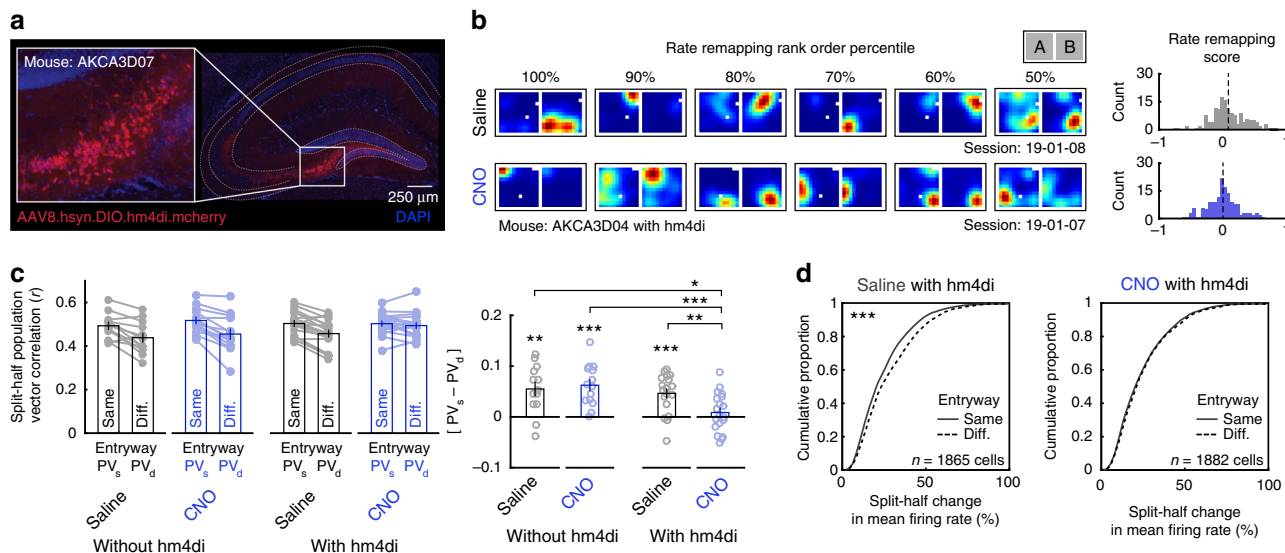 a
Mouse: AKCA3D07
250 µm
AAV8.hsyn.DIO.hm4di.mcherry
DAPI
b
Rate remapping rank order percentile
A B
100% 90% 80% 70% 60% 50%
Saline
Session: 19-01-08
CNO
Mouse: AKCA3D04 with hm4di
Session: 19-01-07
Rate remapping
score
Count
30
15
0
–1 0 1
Count
30
15
0
–1 0 1
c
Split-half population
vector correlation (r)
0.6
0.4
0.2
0
Same Diff. Same Diff. Same Diff. Same Diff.
Entryway Entryway Entryway Entryway
PVs PVd PVs PVd PVs PVd PVs PVd
Saline CNO Saline CNO
Without hm4di With hm4di
[ PVs – PVd ]
0.1
0
–0.1
*
***
**
** *** ***
Saline CNO Saline CNO
Without hm4di With hm4di
d
Saline with hm4di
***
Cumulative proportion
1
0.8
0.6
0.4
0.2
0
Entryway
Same
Diff.
n = 1865 cells
0 50 100
Split-half change
in mean firing rate (%)
CNO with hm4di
Cumulative proportion
1
0.8
0.6
0.4
0.2
0
Entryway
Same
Diff.
n = 1882 cells
0 50 100
Split-half change
in mean firing rate (%)